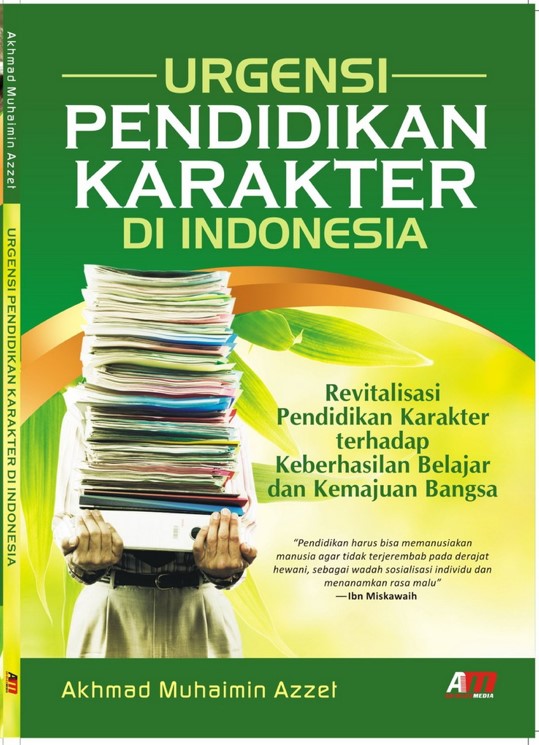 Akhmad Muhaimin Azzet
URGENSI PENDIDIKAN KARAKTER DI INDONESIA
URGENSI
PENDIDIKAN
KARAKTER
DI INDONESIA
Revitalisasi
Pendidikan Karakter
terhadap
Keberhasilan Belajar
dan Kemajuan Bangsa
"Pendidikan harus bisa memanusiakan
manusia agar tidak terjerembab pada derajat
hewani, sebagai wadah sosialisasi individu dan
menanamkan rasa malu"
—Ibn Miskawaih
Akhmad Muhaimin Azzet
MEDIA